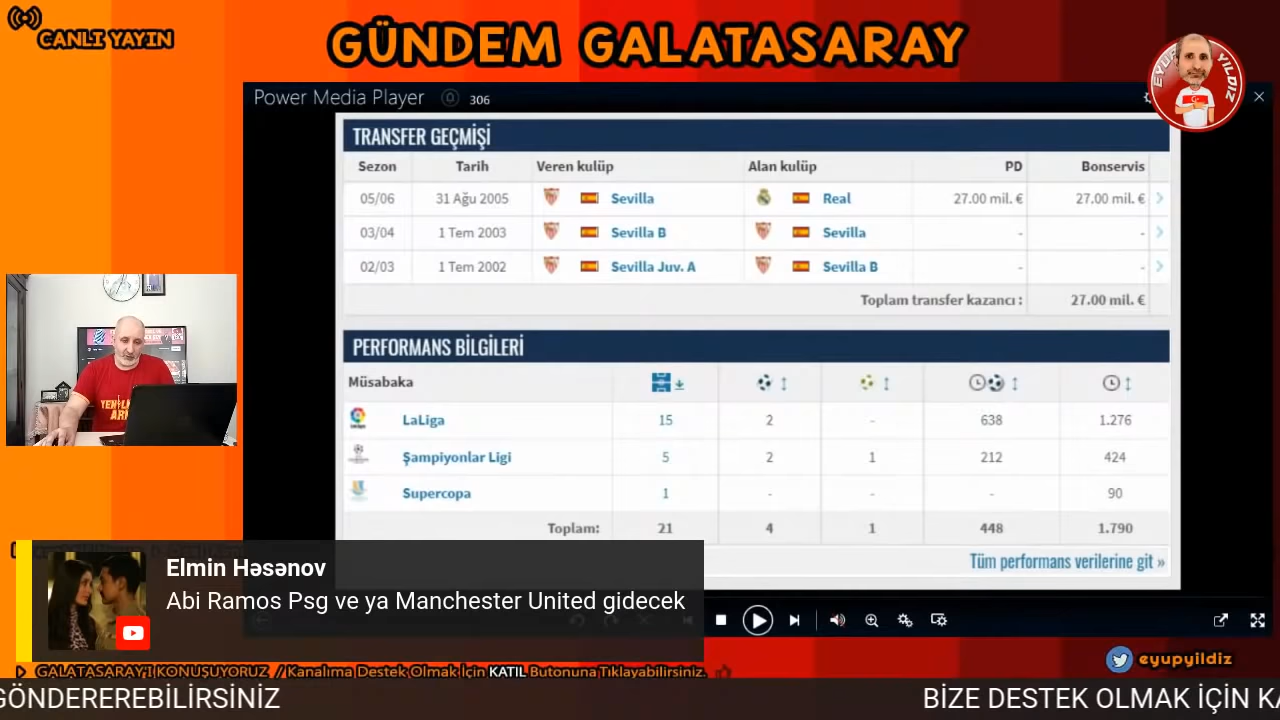 CANLI YAYIN
GÜNDEM GALATASARAY
EYUP YILDIZ
Power Media Player 306
TRANSFER GEÇMİŞİ
Sezon Tarih Veren kulüp Alan kulüp PD Bonservis
05/06 31 Ağu 2005 Sevilla Real 27.00 mil. € 27.00 mil. €
03/04 1 Tem 2003 Sevilla B Sevilla - -
02/03 1 Tem 2002 Sevilla Juv. A Sevilla B - -
Toplam transfer kazancı : 27.00 mil. €
PERFORMANS BİLGİLERİ
Müsabaka
LaLiga 15 2 - 638 1.276
Şampiyonlar Ligi 5 2 1 212 424
Supercopa 1 - - - 90
Toplam: 21 4 1 448 1.790
Tüm performans verilerine git »
Elmin Həsənov
Abi Ramos Psg ve ya Manchester United gidecek
eyupyildiz
GALATASARAY'I KONUŞUYORUZ / Kanalıma Destek Olmak İçin KATIL Butonuna Tıklayabilirsiniz.
GÖNDEREREBİLİRSİNİZ BİZE DESTEK OLMAK İÇİN KA